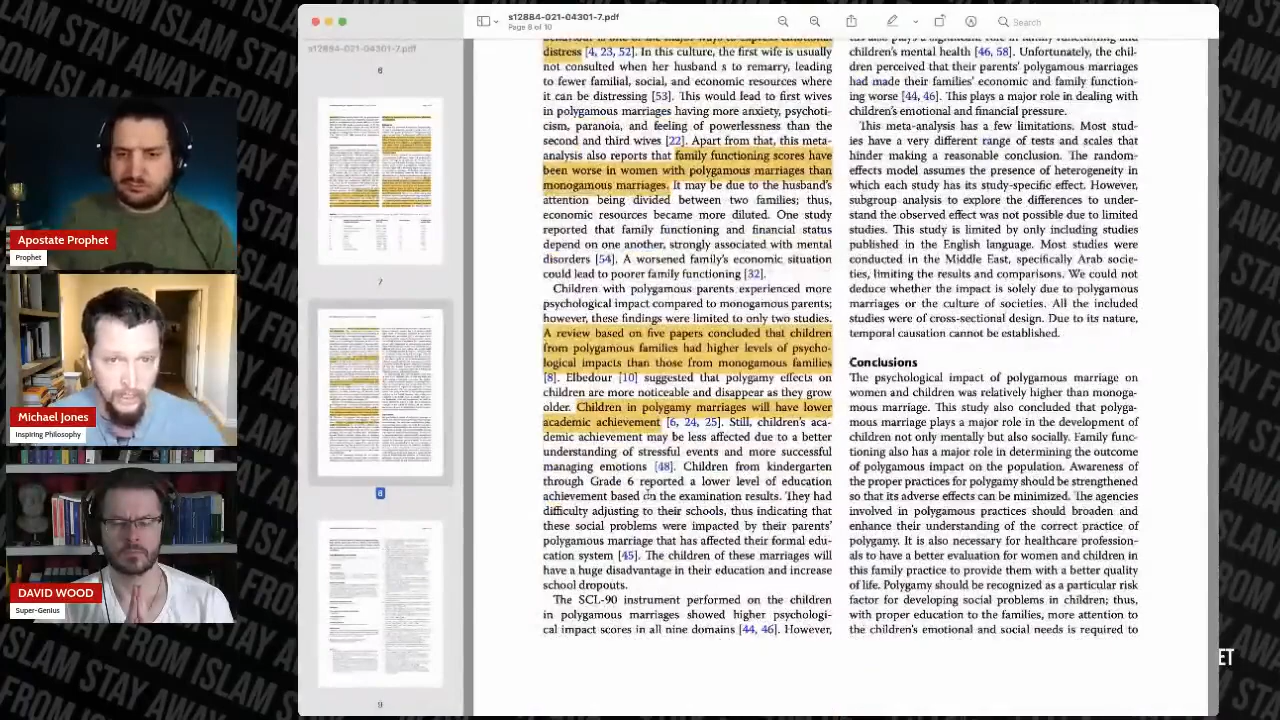 s12884-021-04301-7.pdf
Page 8 of 10
Search
s12884-021-04301-7.pdf
6
7
8
9
Apostate Prophet
Prophet
Michael Jones
Inspiring Philosophy
DAVID WOOD
Super-Genius
distress [4, 23, 52]. In this culture, the first wife is usually
not consulted when her husband s to remarry, leading
to fewer familial, social, and economic resources where
it can be distressing [53]. This would lead to first wives
in polygamous marriages having more anxiety, psychoti-
cism, paranoia, and feeling of powerlessness than the
second and third wives [22]. Apart from that, this meta-
analysis also reports that family functioning scores have
been worse in women with polygamous marriages than
monogamous marriages. It may be due to the husband's
attention being divided between two families; thus,
economic resources became more diluted. One study
reported that family functioning and financial status
depend on one another, strongly associated with mental
disorders [54]. A worsened family's economic situation
could lead to poorer family functioning [32].
Children with polygamous parents experienced more
psychological impact compared to monogamous parents;
however, these findings were limited to only two studies.
A review based on five papers concluded that children
from polygamous families had higher levels of psycho-
logical impact than those from monogamous families
[8]. Elbedour [10] suggested that polygamy effects on
children are more noticeable and disappear as they grow
older. Children in polygamy marriages will have lower
academic achievement [6, 24, 25]. Still children's aca-
demic achievement may be less affected due to better
understanding of stressful events and more successful
managing emotions [48]. Children from kindergarten
through Grade 6 reported a lower level of education
achievement based on the examination results. They had
difficulty adjusting to their schools, thus indicating that
these social problems were impacted by their parents'
polygamous marriage that has affected their formal edu-
cation system [45]. The children of these marriages will
have a huge disadvantage in their education and increase
school dropouts.
The SCL-90 instrument performed on the children
in polygamous marriages showed higher psychologi-
cal impact scores in all nine domains [44, 46]. However,
children's mental health [46, 58]. Unfortunately, the chil-
dren perceived that their parents' polygamous marriages
had made their families' economic and family function-
ing worse [44, 46]. This plays a major role in dealing with
children's emotional and financial pressure.
This meta-analysis has a few limitations. Most stud-
ies have a very different range of tests and scales that
hinder making a reasonable conclusion. The random-
effects model assumes the presence of heterogeneity in
which each study has its study-specific effect. However,
subgroup analysis to explore the differences to under-
stand the observed effect was not possible due to limited
studies. This study is limited by only including studies
published in the English language. Most studies were
conducted in the Middle East, specifically Arab socie-
ties, limiting the results and comparisons. We could not
deduce whether the impact is solely due to polygamous
marriages or the culture of societies. All the included
studies were of cross-sectional design. Due to its nature,
temporal causation cannot be established.
Conclusions
The psychological impact of polygamous marriage on
women and children was relatively higher than monoga-
mous marriage. This study also concluded that polyga-
mous marriage plays a major role in the development of
children not only mentally but also socially. Family func-
tioning also has a major role in determining the outcome
of polygamous impact on the population. Awareness of
the proper practices for polygamy should be strengthened
so that its adverse effects can be minimized. The agencies
involved in polygamous practices should broaden and
enhance their understanding of the correct practice of
polygamy. It is also necessary for healthcare profession-
als to have a better evaluation for women and children in
this family practice to provide them with a better quality
of life. Polygamy should be recognized as a particular risk
factor for developing social problems in children; thus,
with proper attention to the families, more attention to
the children's emotional and social needs is required to